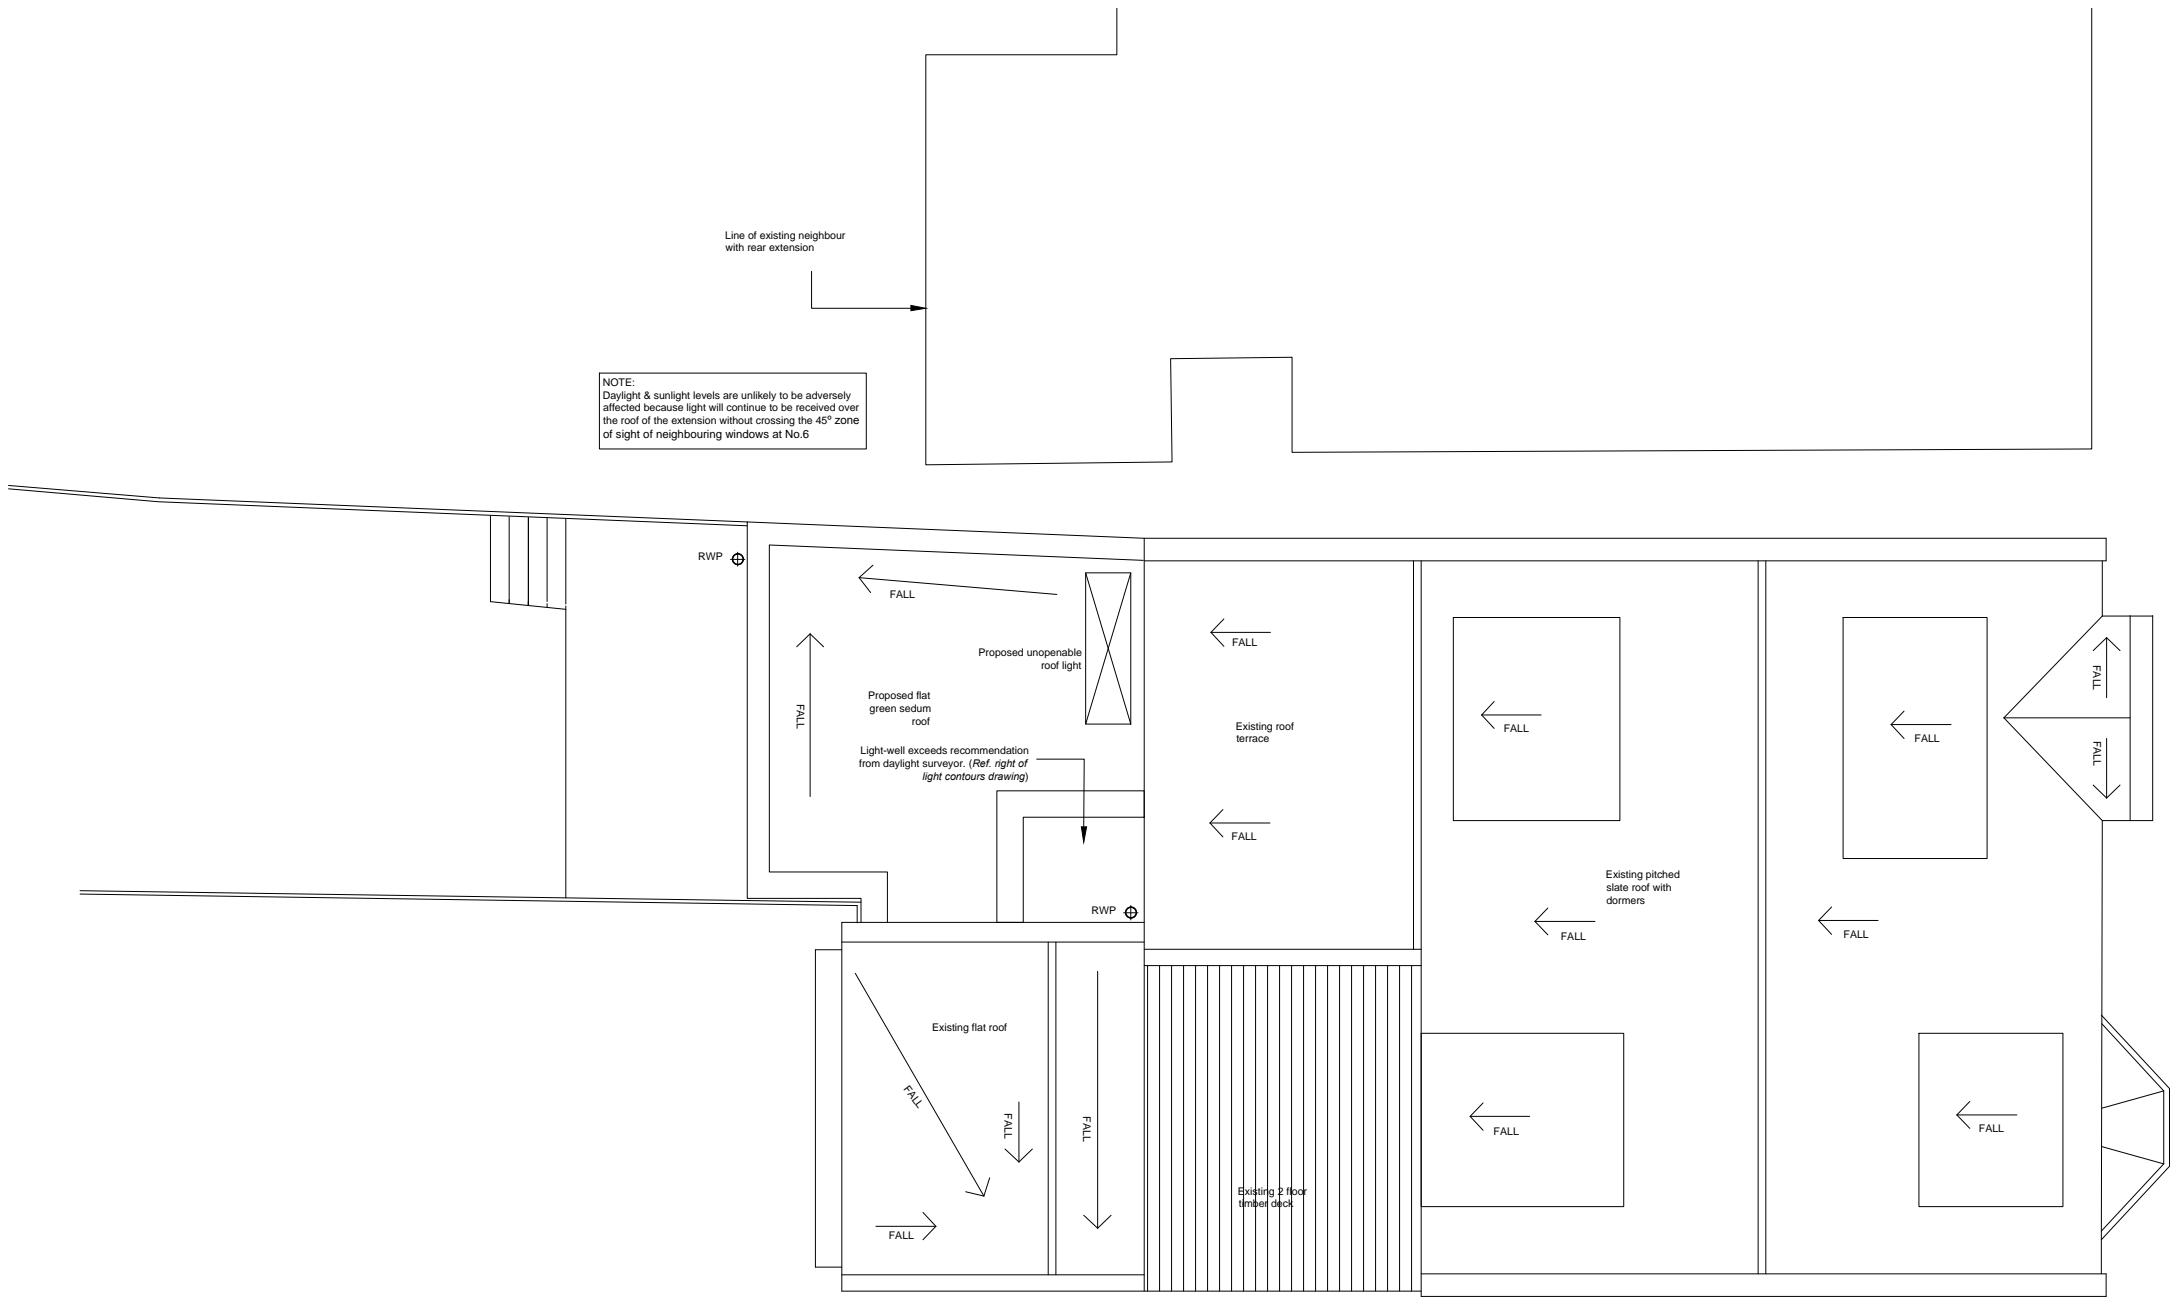 Line of existing neighbour
with rear extension
NOTE:
Daylight & sunlight levels are unlikely to be adversely
affected because light will continue to be received over
the roof of the extension without crossing the 45° zone
of sight of neighbouring windows at No.6
RWP
FALL
FALL
Proposed unopenable
roof light
FALL
FALL
FALL
Proposed flat
green sedum
roof
FALL
Existing roof
terrace
FALL
FALL
FALL
Light-well exceeds recommendation
from daylight surveyor. (Ref. right of
light contours drawing)
FALL
Existing pitched
slate roof with
dormers
RWP
FALL
FALL
Existing flat roof
FALL
FALL
FALL
FALL
FALL
Existing 2 floor
timber deck
FALL